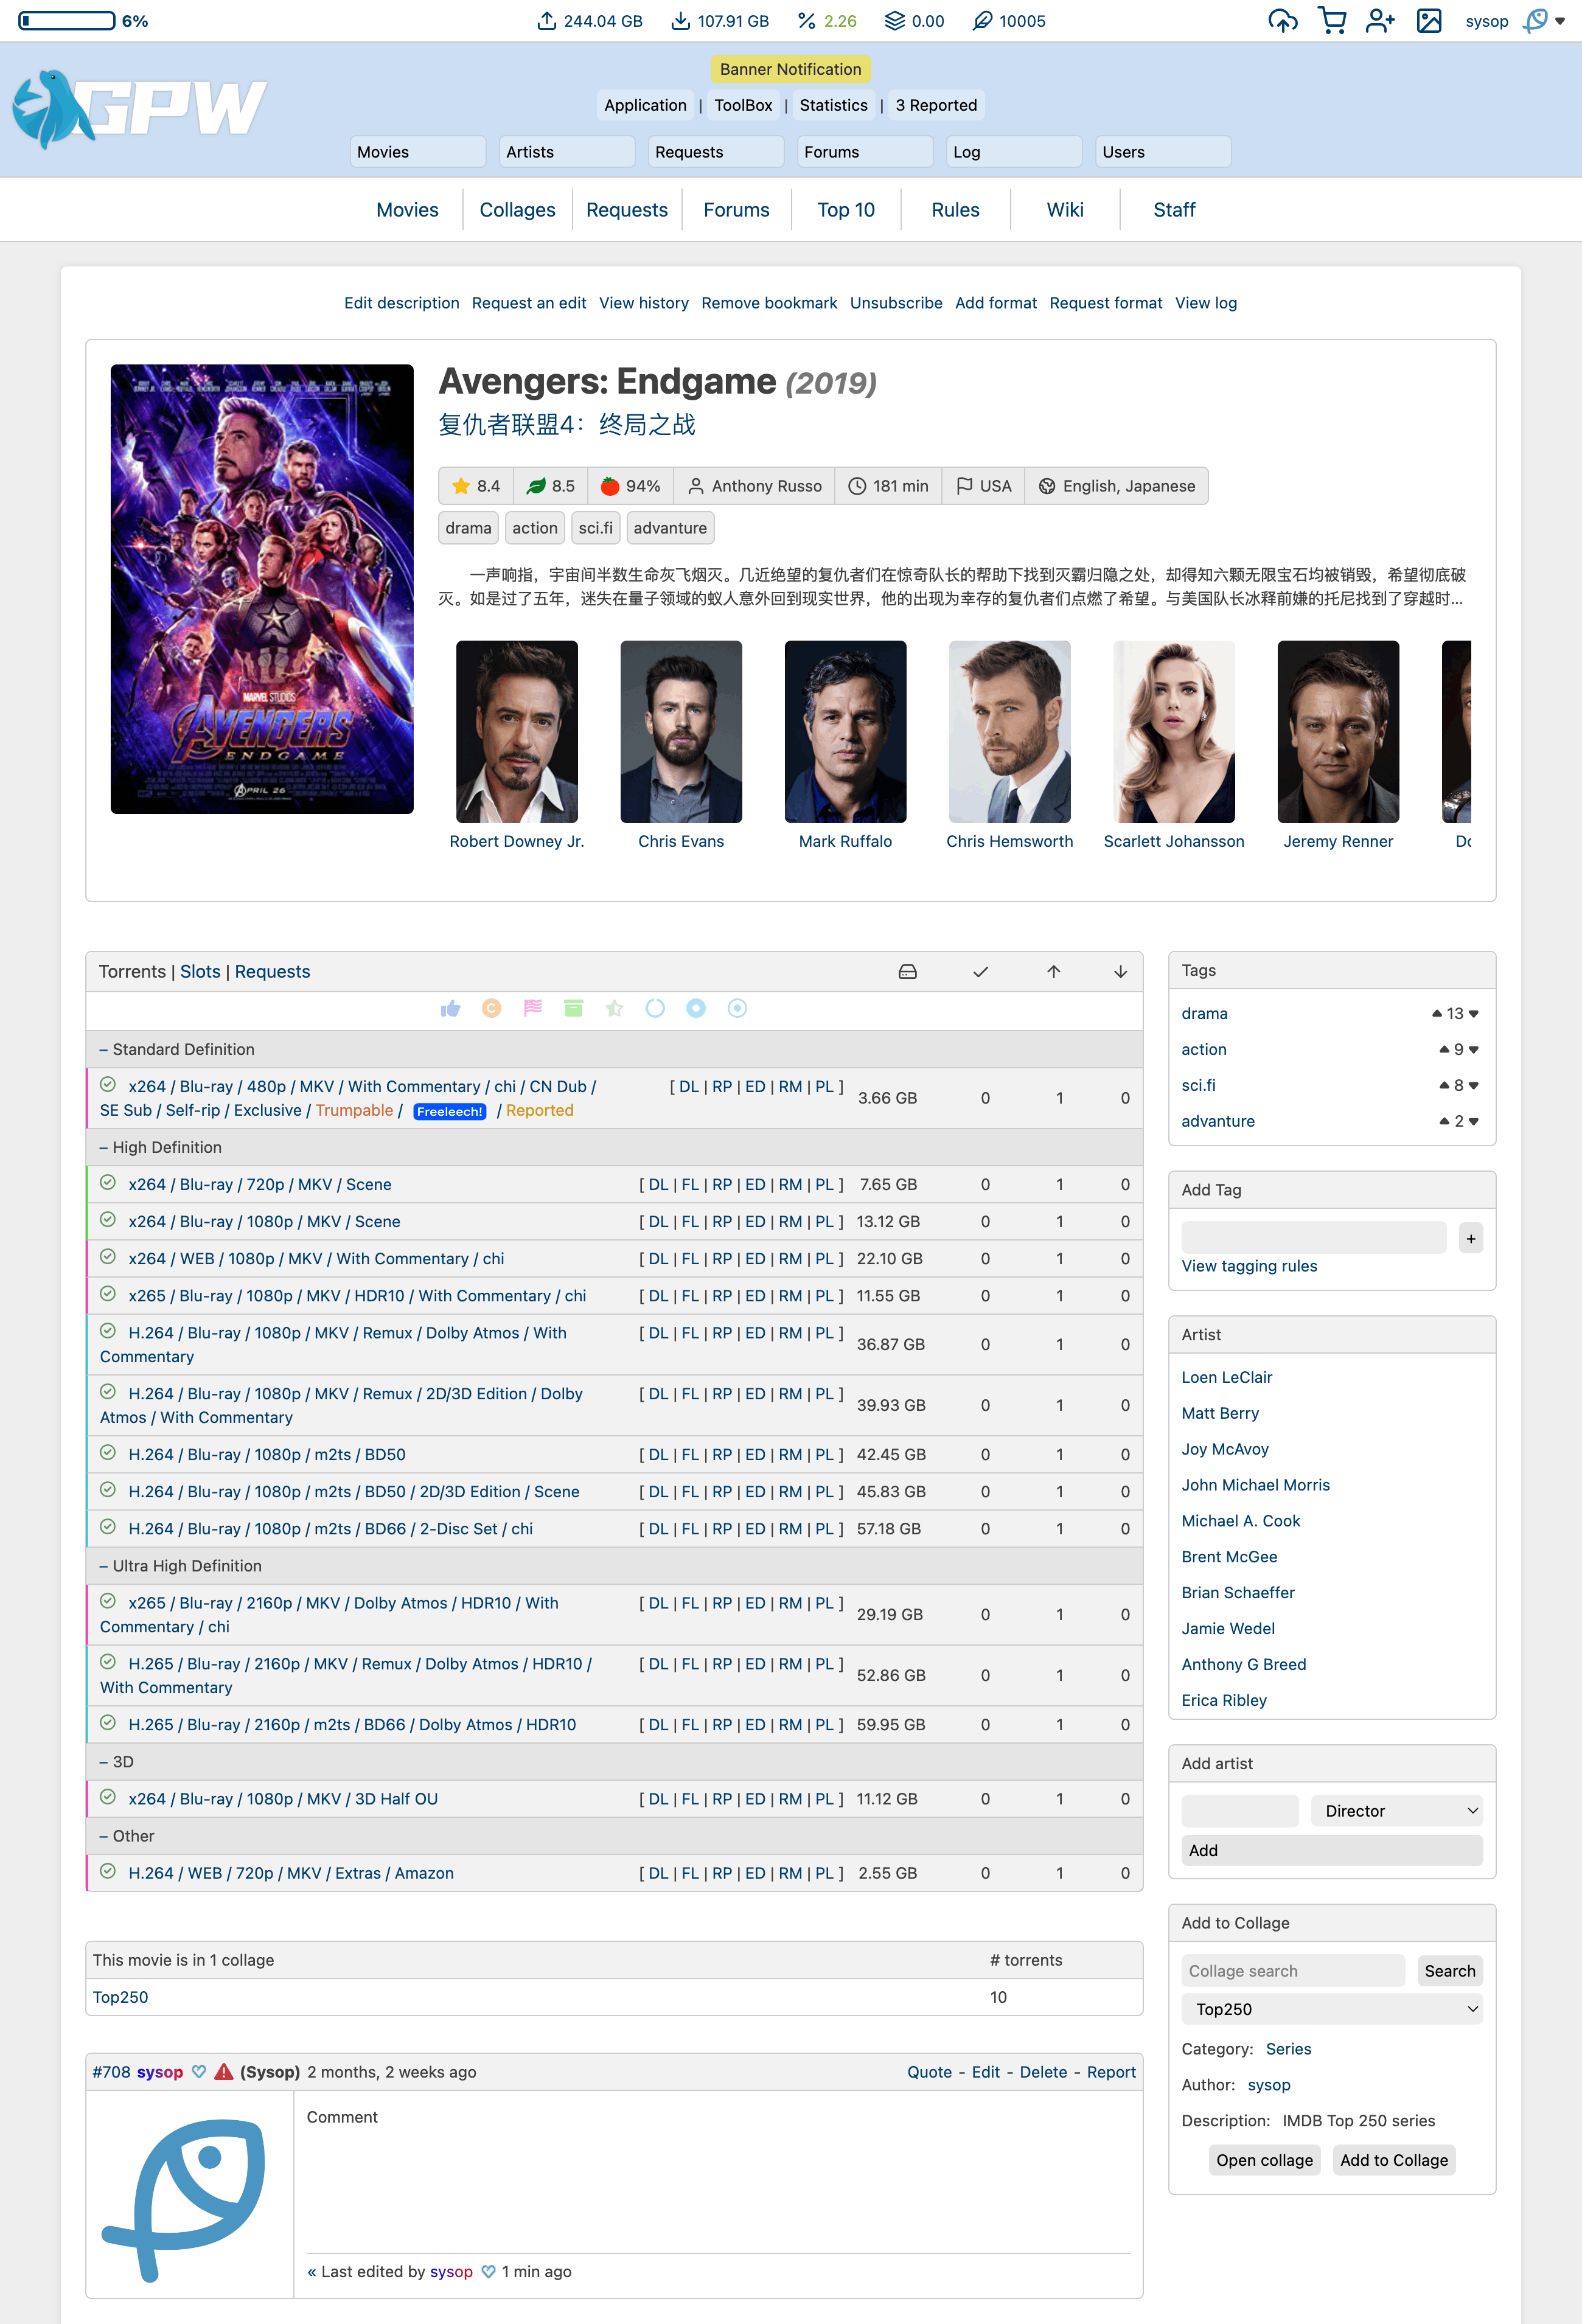 6%
244.04 GB 107.91 GB 2.26 0.00 10005
sysop
Banner Notification
GPW
Application | ToolBox | Statistics | 3 Reported
Movies Artists Requests Forums Log Users
Movies Collages Requests Forums Top 10 Rules Wiki Staff
Edit description Request an edit View history Remove bookmark Unsubscribe Add format Request format View log
Avengers: Endgame (2019)
复仇者联盟4：终局之战
8.4 8.5 94% Anthony Russo 181 min USA English, Japanese
drama action sci.fi advanture
一声响指，宇宙间半数生命灰飞烟灭。几近绝望的复仇者们在惊奇队长的帮助下找到灭霸归隐之处，却得知六颗无限宝石均被销毁，希望彻底破
灭。如是过了五年，迷失在量子领域的蚁人意外回到现实世界，他的出现为幸存的复仇者们点燃了希望。与美国队长冰释前嫌的托尼找到了穿越时...
MARVEL STUDIOS
AVENGERS
ENDGAME
APRIL 26
Robert Downey Jr. Chris Evans Mark Ruffalo Chris Hemsworth Scarlett Johansson Jeremy Renner
Torrents | Slots | Requests
– Standard Definition
x264 / Blu-ray / 480p / MKV / With Commentary / chi / CN Dub / [ DL | RP | ED | RM | PL ] 3.66 GB 0 1 0
SE Sub / Self-rip / Exclusive / Trumpable / Freeleech! / Reported
– High Definition
x264 / Blu-ray / 720p / MKV / Scene [ DL | FL | RP | ED | RM | PL ] 7.65 GB 0 1 0
x264 / Blu-ray / 1080p / MKV / Scene [ DL | FL | RP | ED | RM | PL ] 13.12 GB 0 1 0
x264 / WEB / 1080p / MKV / With Commentary / chi [ DL | FL | RP | ED | RM | PL ] 22.10 GB 0 1 0
x265 / Blu-ray / 1080p / MKV / HDR10 / With Commentary / chi [ DL | FL | RP | ED | RM | PL ] 11.55 GB 0 1 0
H.264 / Blu-ray / 1080p / MKV / Remux / Dolby Atmos / With [ DL | FL | RP | ED | RM | PL ] 36.87 GB 0 1 0
Commentary
H.264 / Blu-ray / 1080p / MKV / Remux / 2D/3D Edition / Dolby [ DL | FL | RP | ED | RM | PL ] 39.93 GB 0 1 0
Atmos / With Commentary
H.264 / Blu-ray / 1080p / m2ts / BD50 [ DL | FL | RP | ED | RM | PL ] 42.45 GB 0 1 0
H.264 / Blu-ray / 1080p / m2ts / BD50 / 2D/3D Edition / Scene [ DL | FL | RP | ED | RM | PL ] 45.83 GB 0 1 0
H.264 / Blu-ray / 1080p / m2ts / BD66 / 2-Disc Set / chi [ DL | FL | RP | ED | RM | PL ] 57.18 GB 0 1 0
– Ultra High Definition
x265 / Blu-ray / 2160p / MKV / Dolby Atmos / HDR10 / With [ DL | FL | RP | ED | RM | PL ] 29.19 GB 0 1 0
Commentary / chi
H.265 / Blu-ray / 2160p / MKV / Remux / Dolby Atmos / HDR10 / [ DL | FL | RP | ED | RM | PL ] 52.86 GB 0 1 0
With Commentary
H.265 / Blu-ray / 2160p / m2ts / BD66 / Dolby Atmos / HDR10 [ DL | FL | RP | ED | RM | PL ] 59.95 GB 0 1 0
– 3D
x264 / Blu-ray / 1080p / MKV / 3D Half OU [ DL | FL | RP | ED | RM | PL ] 11.12 GB 0 1 0
– Other
H.264 / WEB / 720p / MKV / Extras / Amazon [ DL | FL | RP | ED | RM | PL ] 2.55 GB 0 1 0
This movie is in 1 collage # torrents
Top250 10
#708 sysop (Sysop) 2 months, 2 weeks ago Quote - Edit - Delete - Report
Comment
« Last edited by sysop 1 min ago
Tags
drama 13
action 9
sci.fi 8
advanture 2
Add Tag
+
View tagging rules
Artist
Loen LeClair
Matt Berry
Joy McAvoy
John Michael Morris
Michael A. Cook
Brent McGee
Brian Schaeffer
Jamie Wedel
Anthony G Breed
Erica Ribley
Add artist
Director
Add
Add to Collage
Collage search Search
Top250
Category: Series
Author: sysop
Description: IMDB Top 250 series
Open collage Add to Collage